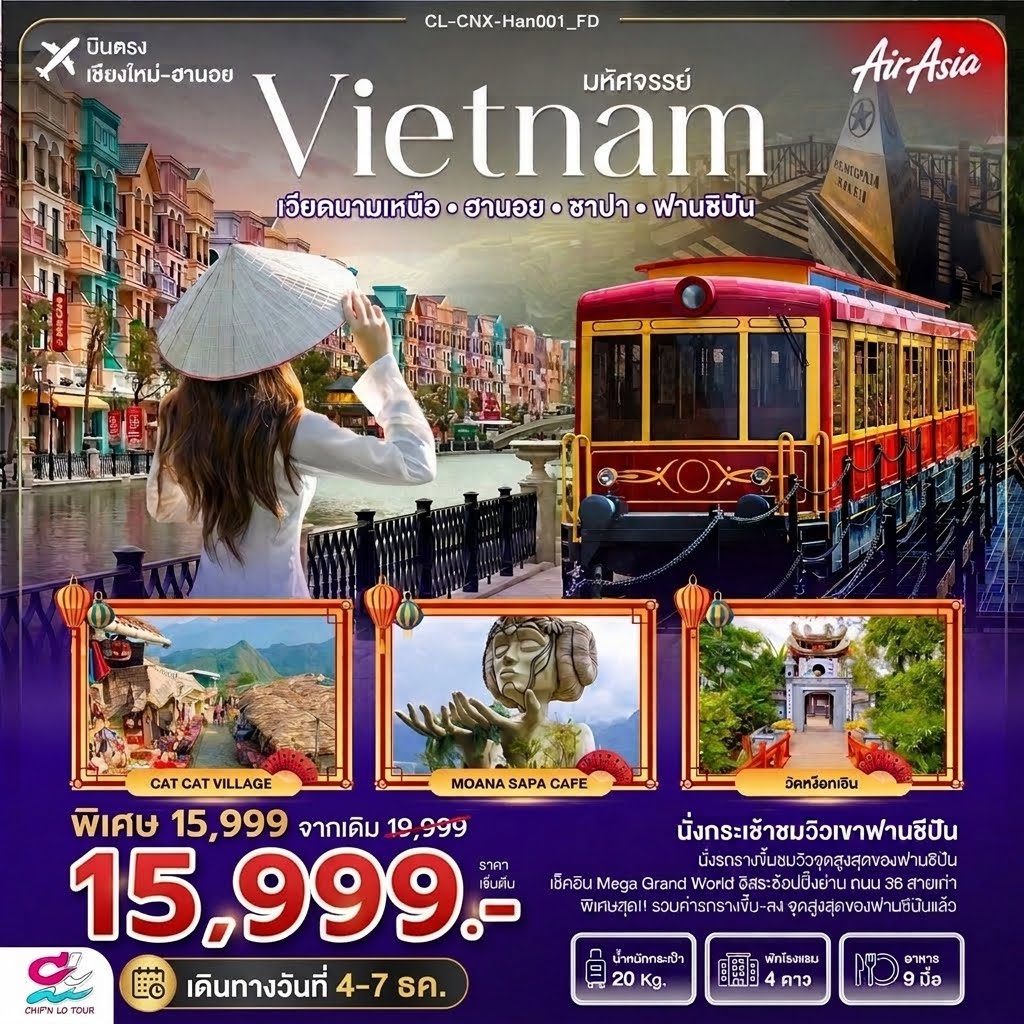 CL-CNX-Han001_FD
บินตรง
เชียงใหม่-ฮานอย
AirAsia
มหัศจรรย์
Vietnam
เวียดนามเหนือ • ฮานอย • ซาปา • ฟานซิปัน
CAT CAT VILLAGE
MOANA SAPA CAFE
วัดหง็อกเซิน
พิเศษ 15,999 จากเดิม 19,999
15,999.-
ราคา
เริ่มต้น
นั่งกระเช้าชมวิวเขาฟานซีปัน
นั่งรถรางขึ้นชมวิวจุดสูงสุดของฟานซิปัน
เช็คอิน Mega Grand World อิสระช้อปปิ้งย่าน ถนน 36 สายเก่า
พิเศษสุด!! รวมค่ารถรางขึ้น-ลง จุดสูงสุดของฟานซีปันแล้ว
น้ำหนักกระเป๋า
20 Kg.
พักโรงแรม
4 ดาว
อาหาร
9 มื้อ
CHIF'N LO TOUR
เดินทางวันที่ 4-7 ธค.